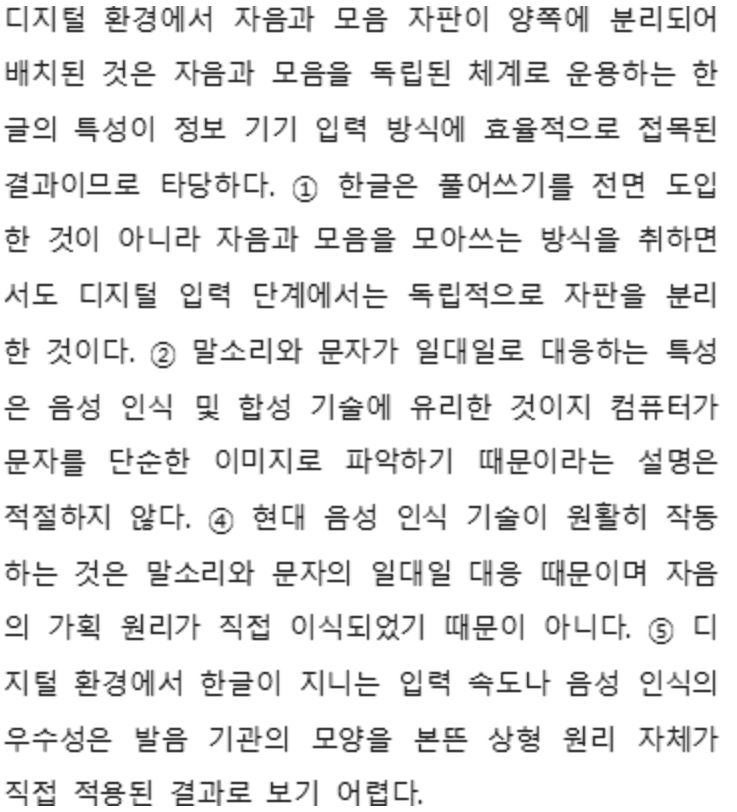 디지털 환경에서 자음과 모음 자판이 양쪽에 분리되어
배치된 것은 자음과 모음을 독립된 체계로 운용하는 한
글의 특성이 정보 기기 입력 방식에 효율적으로 접목된
결과이므로 타당하다. ① 한글은 풀어쓰기를 전면 도입
한 것이 아니라 자음과 모음을 모아쓰는 방식을 취하면
서도 디지털 입력 단계에서는 독립적으로 자판을 분리
한 것이다. ② 말소리와 문자가 일대일로 대응하는 특성
은 음성 인식 및 합성 기술에 유리한 것이지 컴퓨터가
문자를 단순한 이미지로 파악하기 때문이라는 설명은
적절하지 않다. ④ 현대 음성 인식 기술이 원활히 작동
하는 것은 말소리와 문자의 일대일 대응 때문이며 자음
의 가획 원리가 직접 이식되었기 때문이 아니다. ⑤ 디
지털 환경에서 한글이 지니는 입력 속도나 음성 인식의
우수성은 발음 기관의 모양을 본뜬 상형 원리 자체가
직접 적용된 결과로 보기 어렵다.